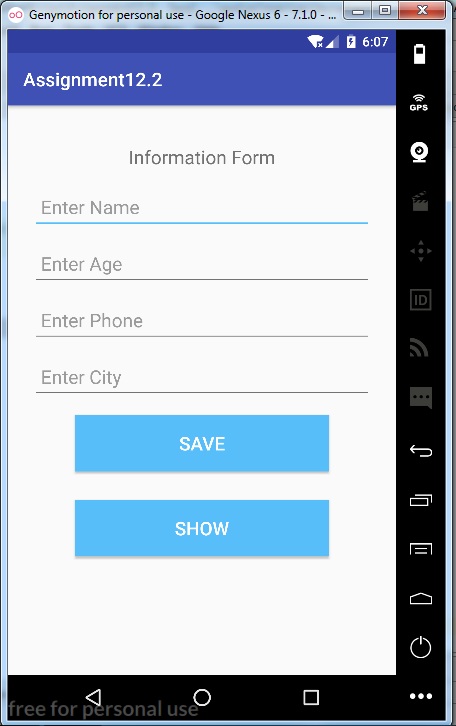 Genymotion for personal use - Google Nexus 6 - 7.1.0 - ...
6:07
Assignment12.2
GPS
Information Form
Enter Name
Enter Age
ID
Enter Phone
Enter City
SAVE
SHOW
free for personal use